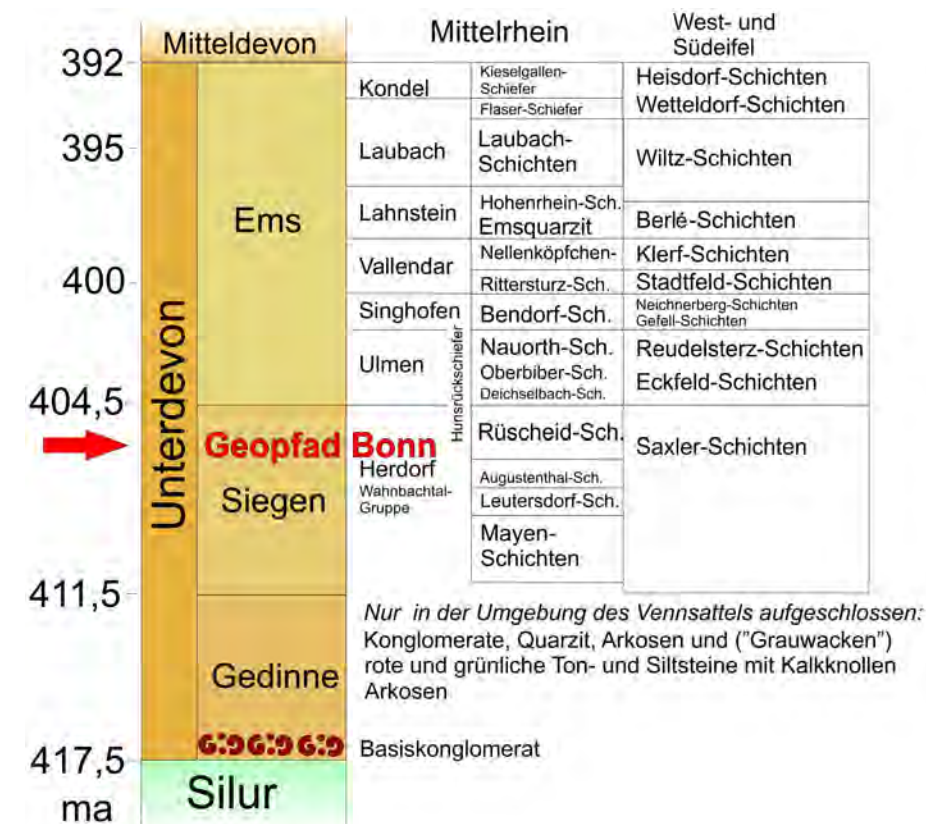 Mitteldevon
Mittelrhein
West- und
Südeifel
392
395
400
404,5
411,5
417,5
ma
Unterdevon
Ems
Geopfad Bonn
Siegen
Gedinne
Silur
Kondel
Laubach
Lahnstein
Vallendar
Singhofen
Ulmen
Herdorf
Wahnbachtal-
Gruppe
Hunsrückschiefer
Kieselgallen-
Schiefer
Flaser-Schiefer
Laubach-
Schichten
Hohenrhein-Sch.
Emsquarzit
Nellenköpfchen-
Rittersturz-Sch.
Bendorf-Sch.
Nauorth-Sch.
Oberbiber-Sch.
Deichselbach-Sch.
Rüscheid-Sch.
Augustenthal-Sch.
Leutersdorf-Sch.
Mayen-
Schichten
Heisdorf-Schichten
Wetteldorf-Schichten
Wiltz-Schichten
Berlé-Schichten
Klerf-Schichten
Stadtfeld-Schichten
Neichnerberg-Schichten
Gefell-Schichten
Reudelsterz-Schichten
Eckfeld-Schichten
Saxler-Schichten
Nur in der Umgebung des Vennsattels aufgeschlossen:
Konglomerate, Quarzit, Arkosen und ("Grauwacken")
rote und grünliche Ton- und Siltsteine mit Kalkknollen
Arkosen
Basiskonglomerat